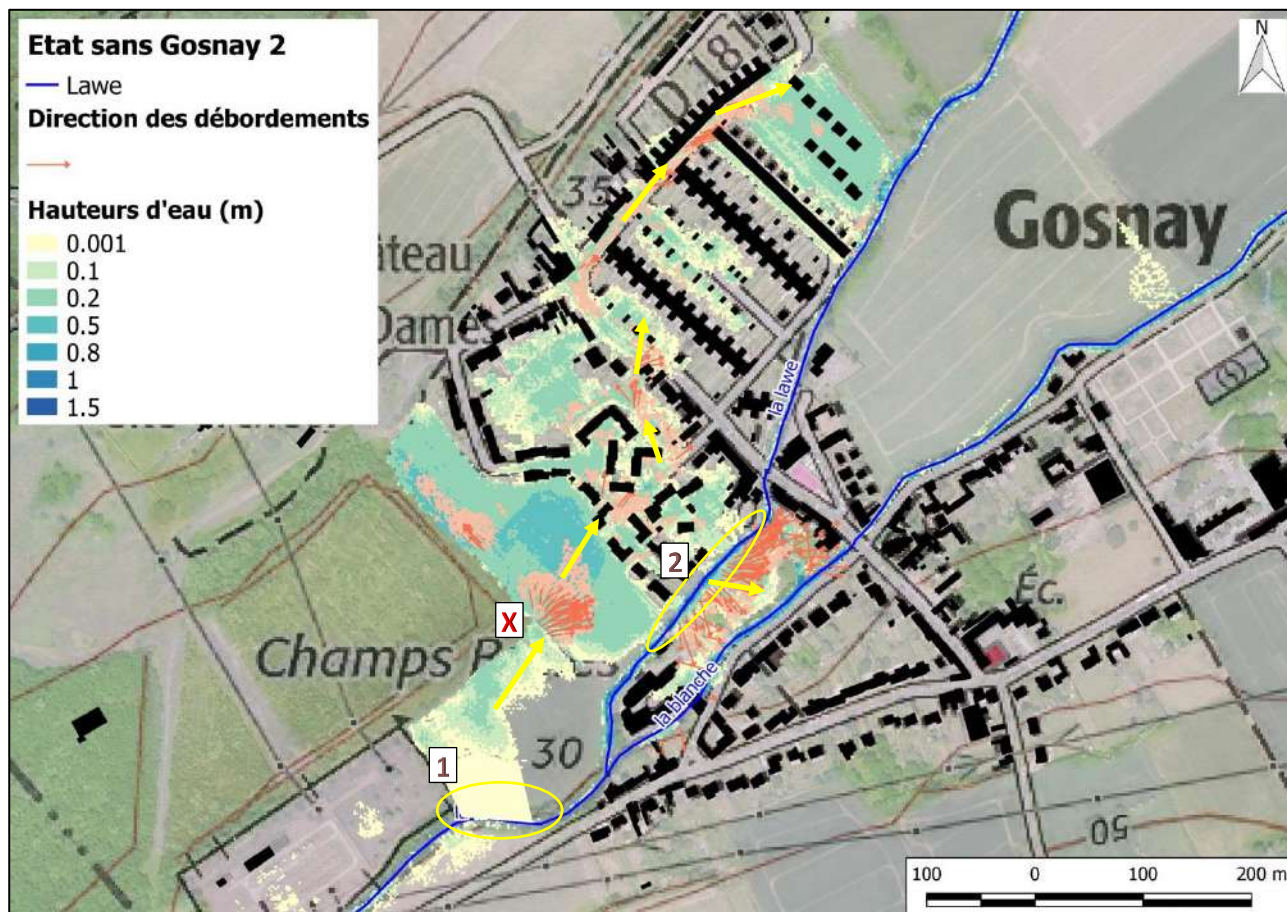 Etat sans Gosnay 2
Lawe
Direction des débordements
Hauteurs d'eau (m)
0.001
0.1
0.2
0.5
0.8
1
1.5
N
D 181
35
Gosnay
âteau
Dames
la lawe
2
Éc.
X
Champs
la blanche
30
1
50
100 0 100 200 m